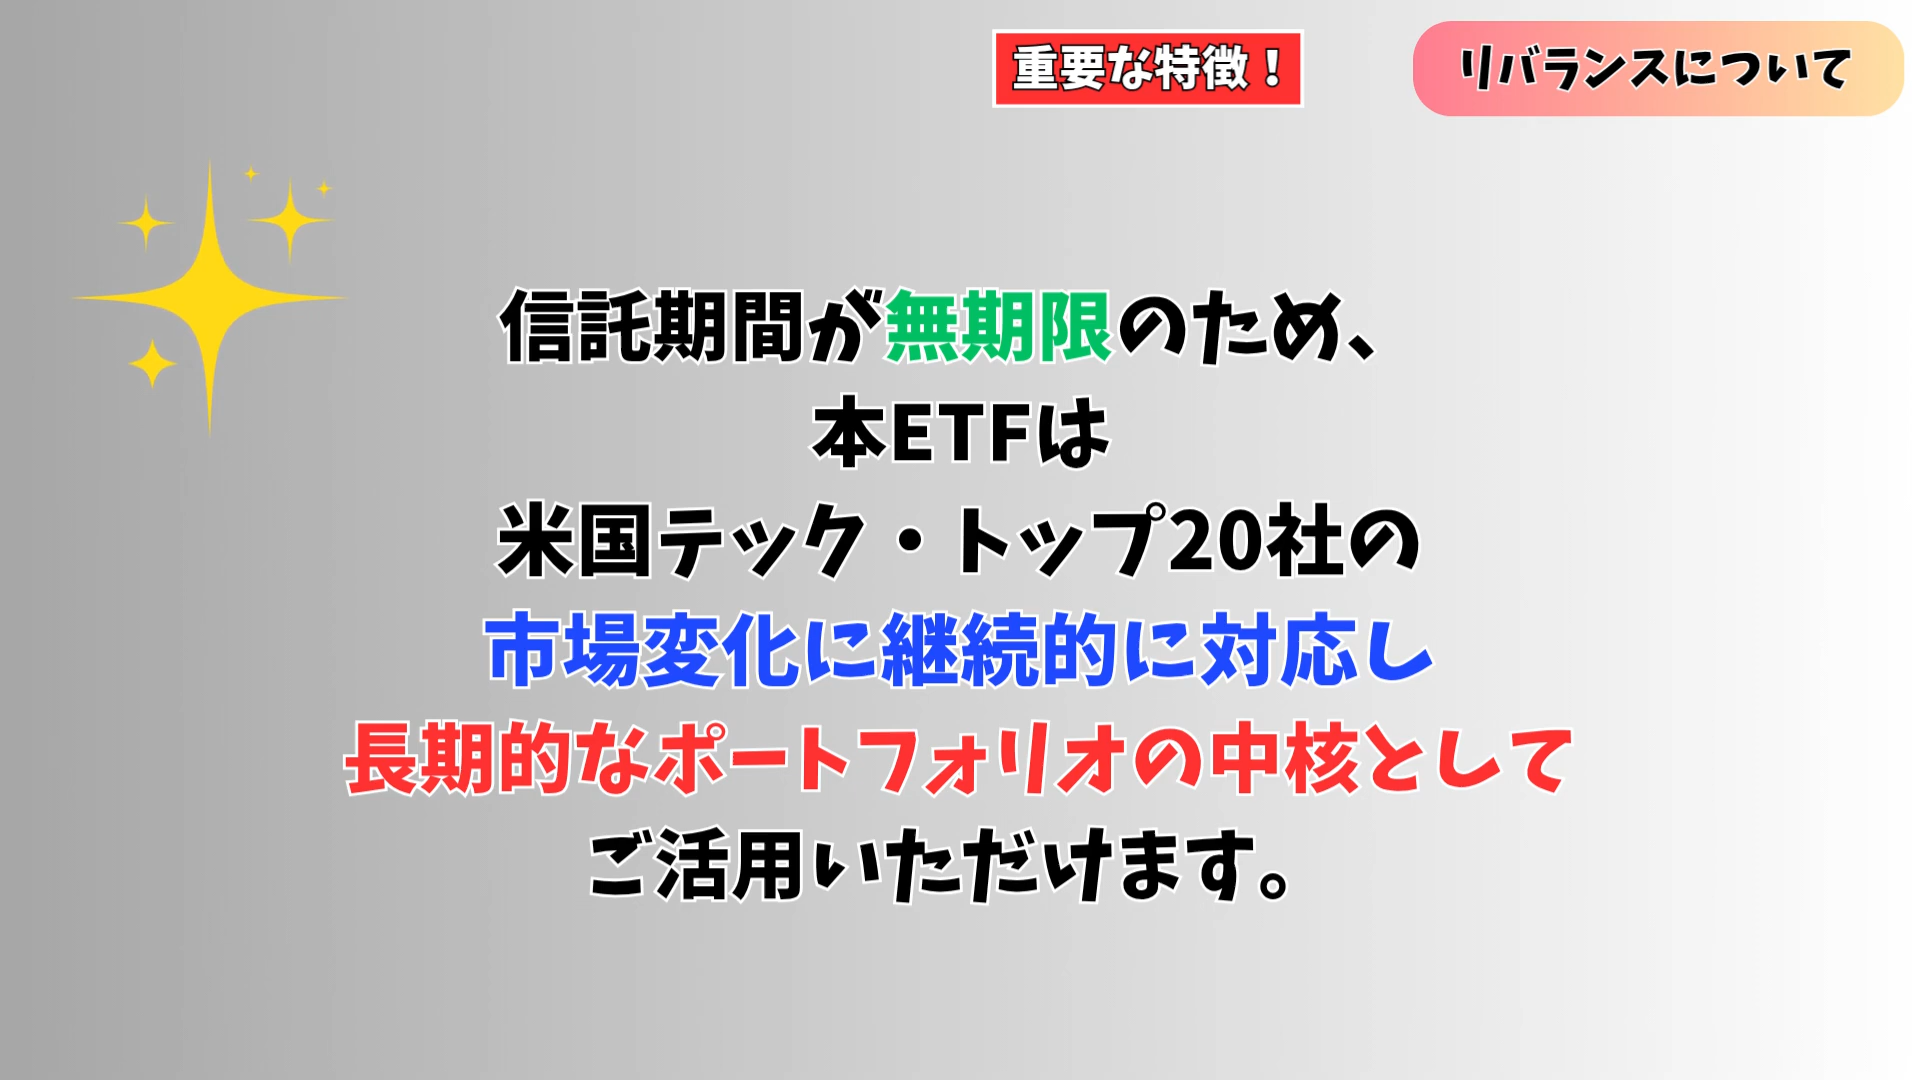 重要な特徴！
リバランスについて
信託期間が無期限のため、
本ETFは
米国テック・トップ20社の
市場変化に継続的に対応し
長期的なポートフォリオの中核として
ご活用いただけます。